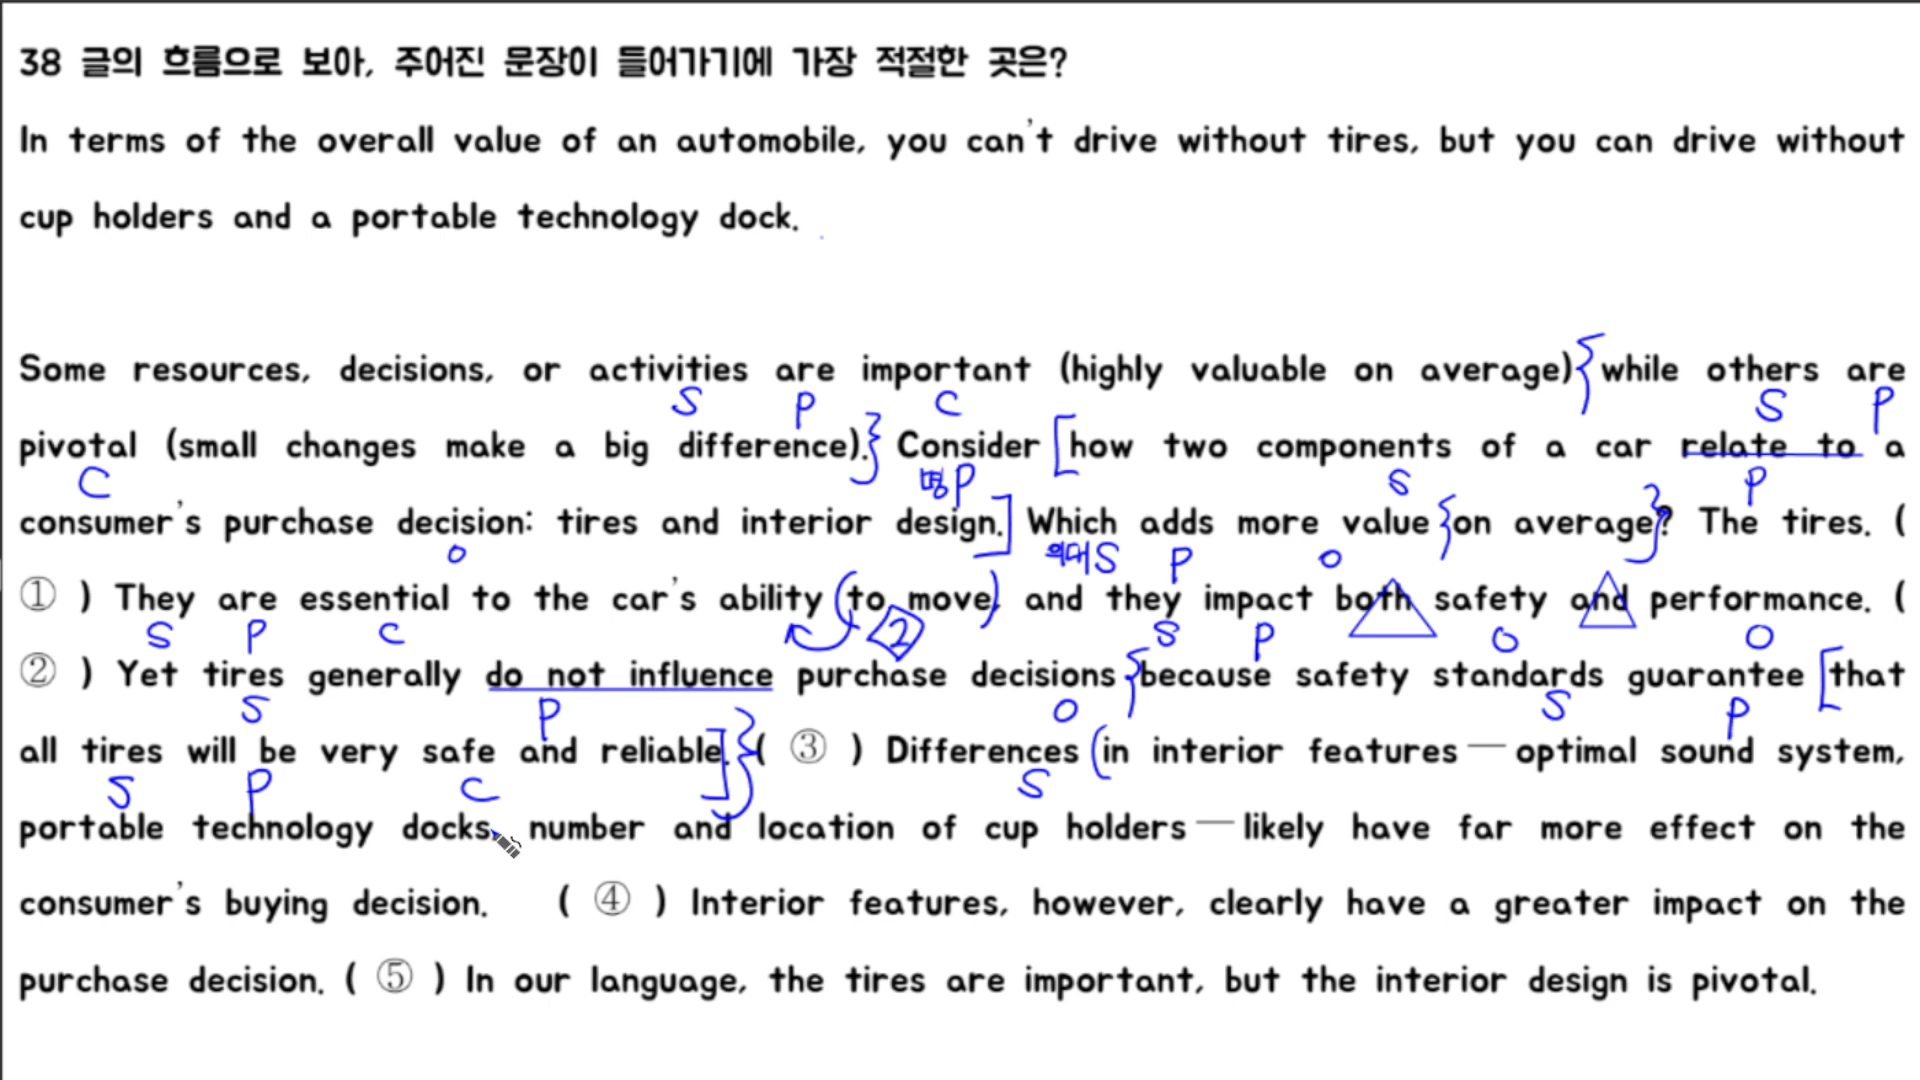 38 글의 흐름으로 보아, 주어진 문장이 들어가기에 가장 적절한 곳은?
In terms of the overall value of an automobile, you can't drive without tires, but you can drive without
cup holders and a portable technology dock.
Some resources, decisions, or activities are important (highly valuable on average) while others are
S P C S P
pivotal (small changes make a big difference). Consider how two components of a car relate to a
C 명P S P
consumer's purchase decision: tires and interior design. Which adds more value on average? The tires. (
O S P O
① ) They are essential to the car's ability to move, and they impact both safety and performance. (
S P C 2 S P O O
② ) Yet tires generally do not influence purchase decisions because safety standards guarantee that
S P O S P
all tires will be very safe and reliable. ( ③ ) Differences in interior features — optimal sound system,
S P C S
portable technology docks, number and location of cup holders — likely have far more effect on the
consumer's buying decision. ( ④ ) Interior features, however, clearly have a greater impact on the
purchase decision. ( ⑤ ) In our language, the tires are important, but the interior design is pivotal.